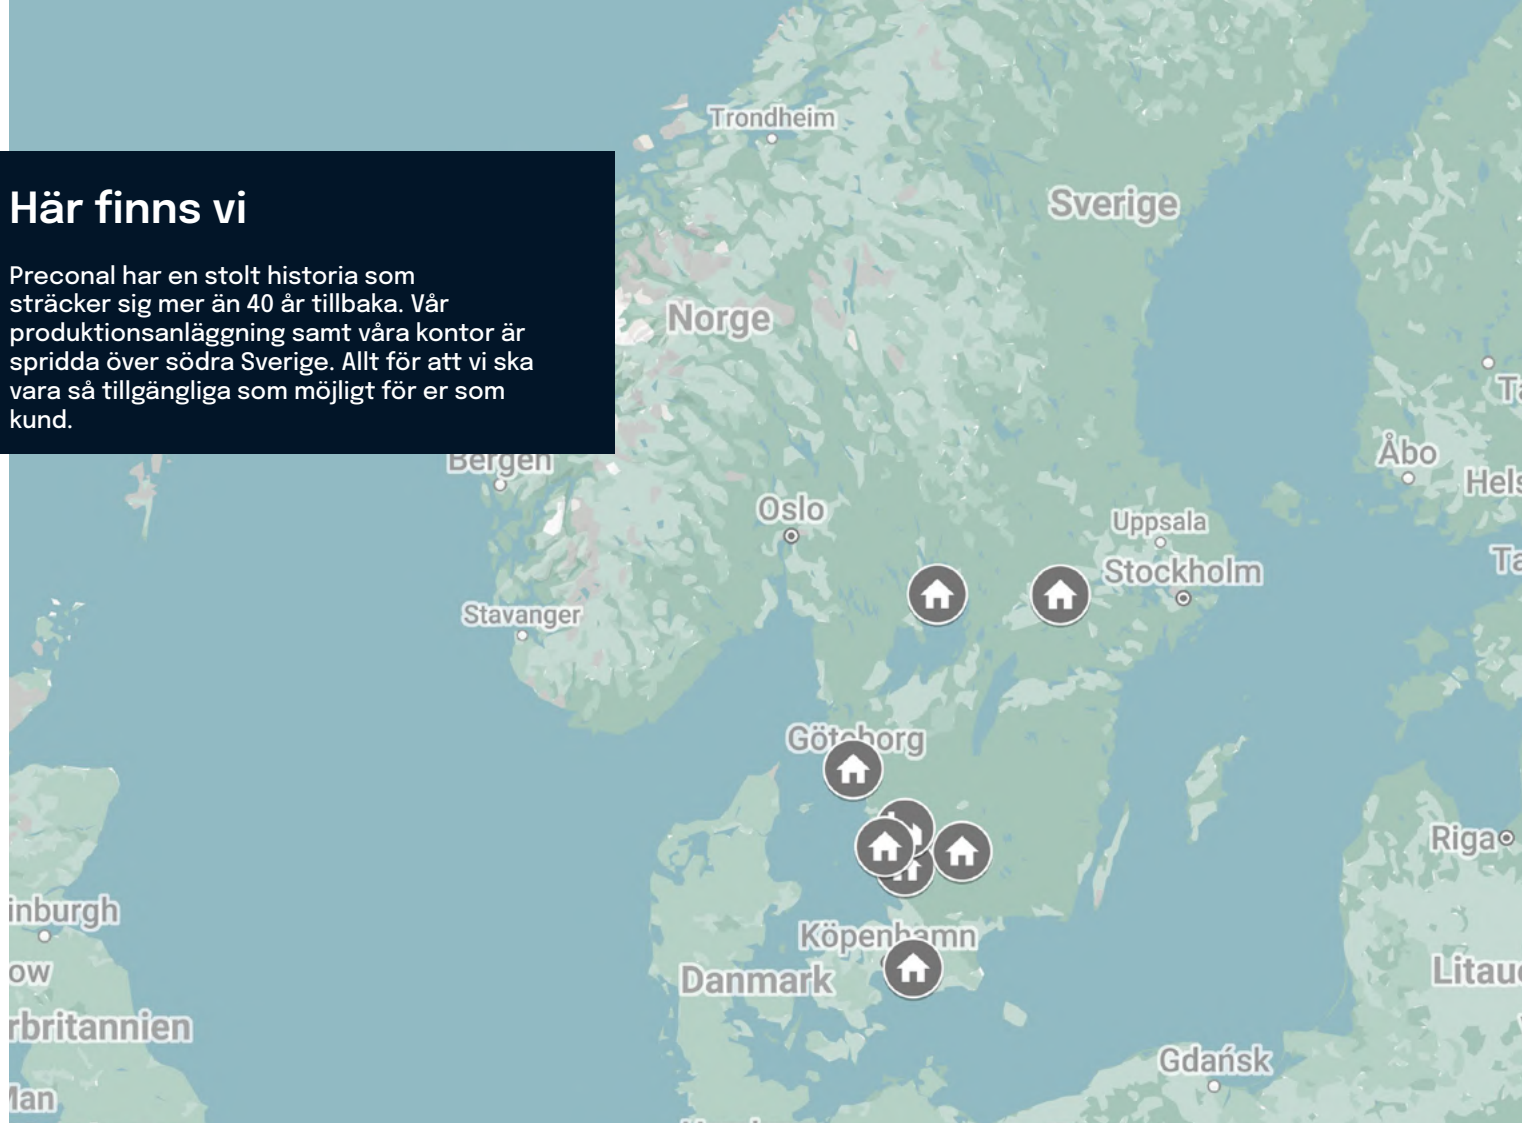 Trondheim
Sverige
Här finns vi
Preconal har en stolt historia som
sträcker sig mer än 40 år tillbaka. Vår
produktionsanläggning samt våra kontor är
spridda över södra Sverige. Allt för att vi ska
vara så tillgängliga som möjligt för er som
kund.
Norge
Bergen
Åbo
Hels
Oslo
Uppsala
Stockholm
Stavanger
Göteborg
Riga
inburgh
Köpenhamn
ow
Danmark
Litau
rbritannien
Gdańsk
Man